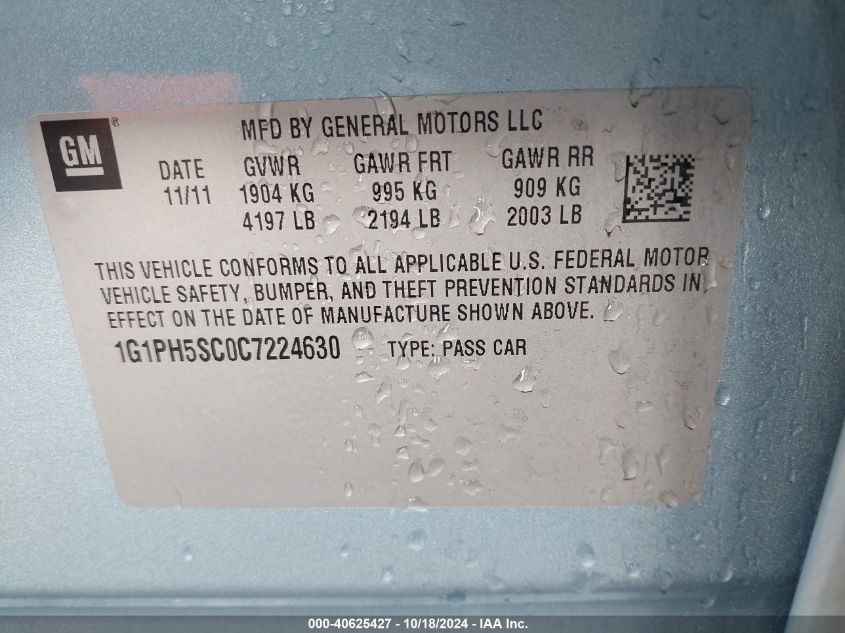 GM®
MFD BY GENERAL MOTORS LLC
DATE GVWR GAWR FRT GAWR RR
11/11 1904 KG 995 KG 909 KG
4197 LB 2194 LB 2003 LB
THIS VEHICLE CONFORMS TO ALL APPLICABLE U.S. FEDERAL MOTOR
VEHICLE SAFETY, BUMPER, AND THEFT PREVENTION STANDARDS IN
EFFECT ON THE DATE OF MANUFACTURE SHOWN ABOVE.
1G1PH5SC0C7224630 TYPE: PASS CAR
000-40625427 - 10/18/2024 - IAA Inc.